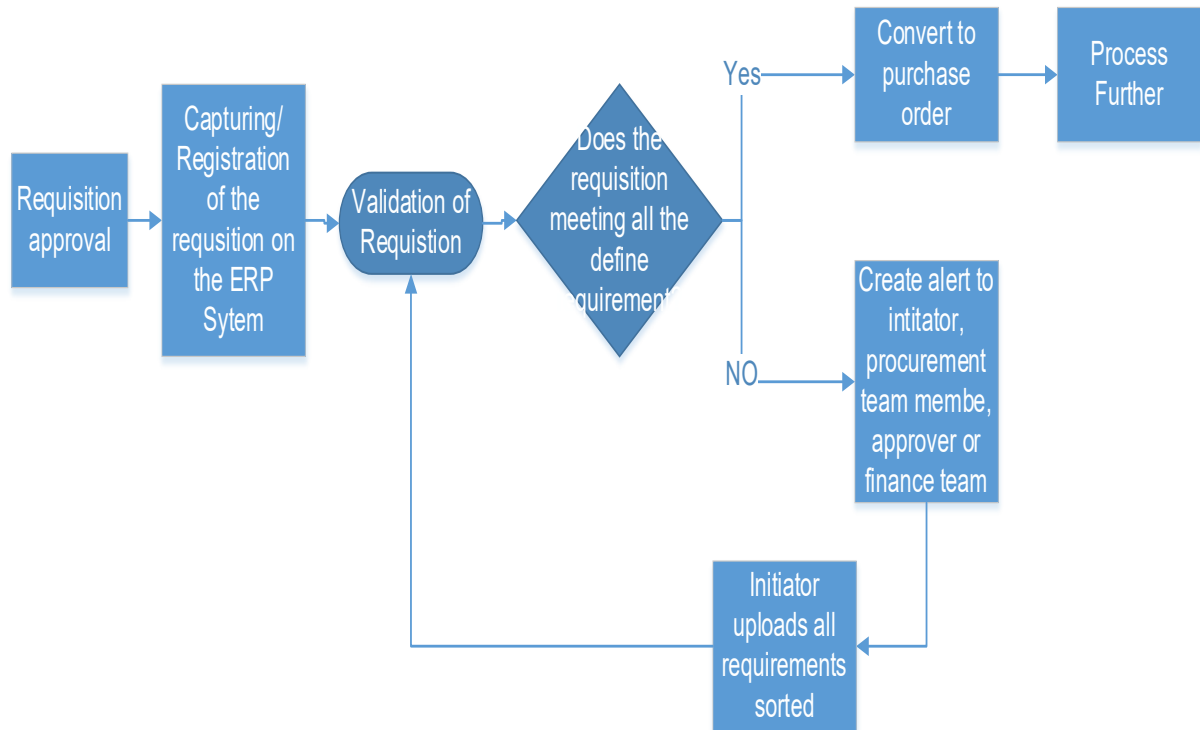 Requisition
approval
Capturing/
Registration
of the
requsition on
the ERP
Sytem
Validation of
Requistion
Does the
requisition
meeting all the
define
equirement
Yes
NO
Convert to
purchase
order
Process
Further
Create alert to
intitator,
procurement
team membe,
approver or
finance team
Initiator
uploads all
requirements
sorted